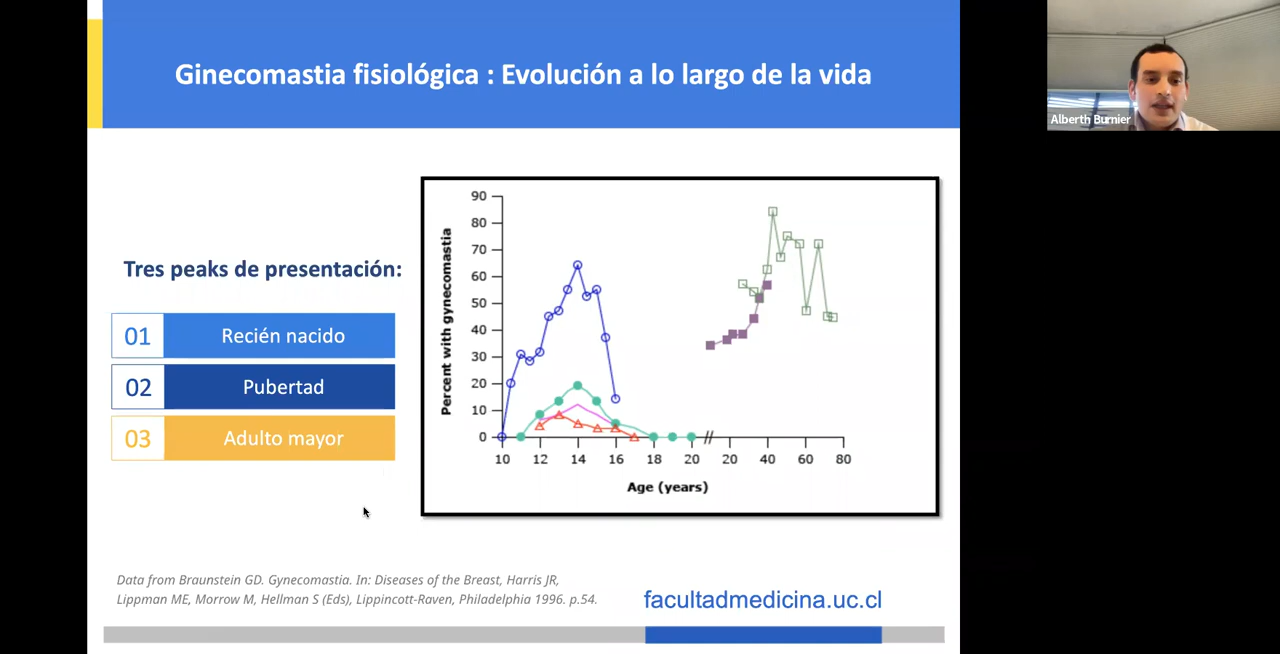 Ginecomastia fisiológica : Evolución a lo largo de la vida
Alberth Burnier
Tres peaks de presentación:
01 Recién nacido
02 Pubertad
03 Adulto mayor
Percent with gynecomastia
90
80
70
60
50
40
30
20
10
0
10 12 14 16 18 20 20 40 60 80
Age (years)
Data from Braunstein GD. Gynecomastia. In: Diseases of the Breast, Harris JR,
Lippman ME, Morrow M, Hellman S (Eds), Lippincott-Raven, Philadelphia 1996. p.54.
facultadmedicina.uc.cl